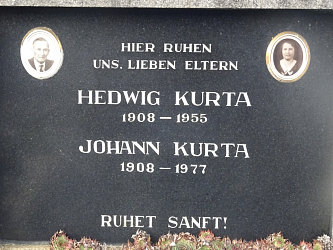 HIER RUHEN
UNS. LIEBEN ELTERN
HEDWIG KURTA
1908 – 1955
JOHANN KURTA
1908 – 1977
RUHET SANFT!